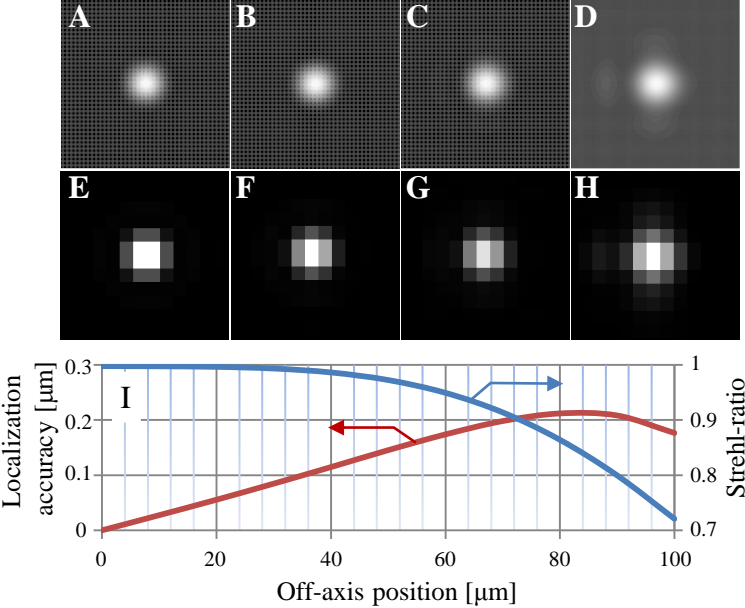 A B C D
E F G H
I
Localization
accuracy [μm]
0.3
0.2
0.1
0
1
0.9
0.8
0.7
Strehl-ratio
0 20 40 60 80 100
Off-axis position [μm]